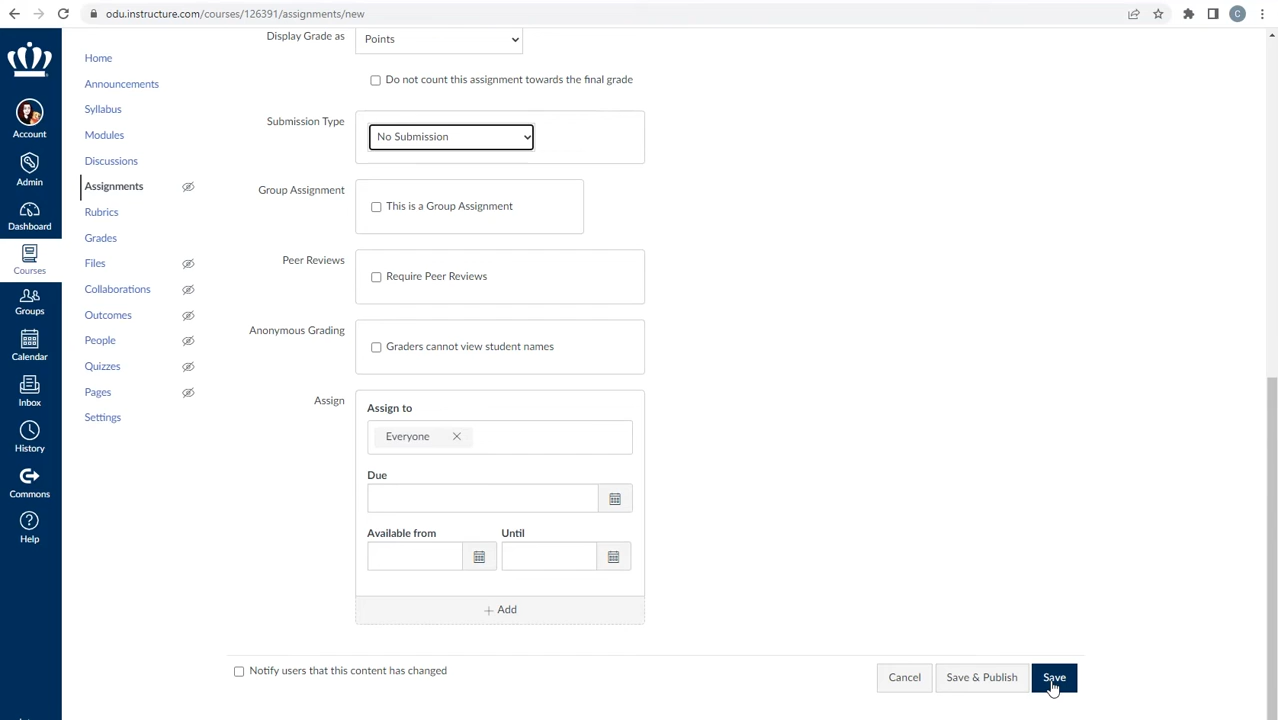 odu.instructure.com/courses/126391/assignments/new
C
Account
Admin
Dashboard
Courses
Groups
Calendar
Inbox
History
Commons
Help
Home
Announcements
Syllabus
Modules
Discussions
Assignments
Rubrics
Grades
Files
Collaborations
Outcomes
People
Quizzes
Pages
Settings
Display Grade as
Points
Do not count this assignment towards the final grade
Submission Type
No Submission
Group Assignment
This is a Group Assignment
Peer Reviews
Require Peer Reviews
Anonymous Grading
Graders cannot view student names
Assign
Assign to
Everyone
Due
Available from
Until
+ Add
Notify users that this content has changed
Cancel
Save & Publish
Save